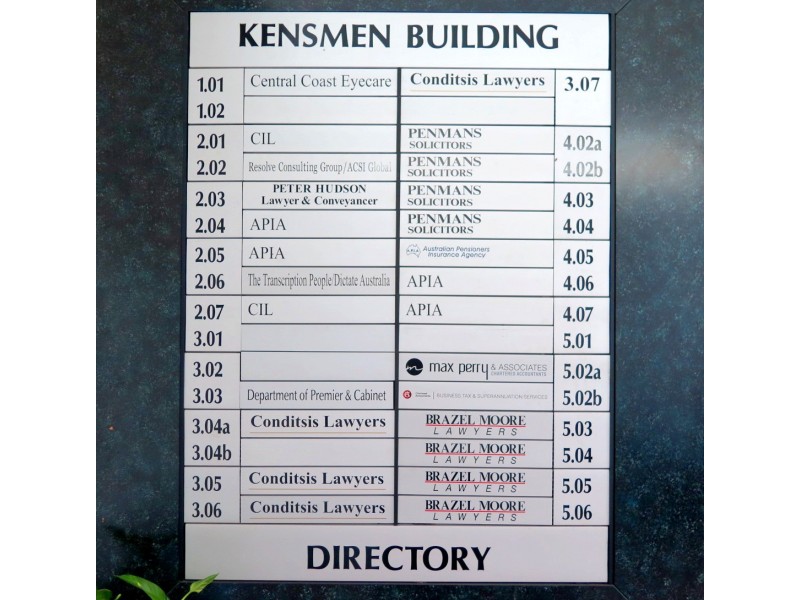 KENSMEN BUILDING
1.01 Central Coast Eyecare Conditsis Lawyers 3.07
1.02
2.01 CIL PENMANS SOLICITORS 4.02a
2.02 Resolve Consulting Group/ACSI Global PENMANS SOLICITORS 4.02b
2.03 PETER HUDSON Lawyer & Conveyancer PENMANS SOLICITORS 4.03
2.04 APIA PENMANS SOLICITORS 4.04
2.05 APIA Australian Pensioners Insurance Agency 4.05
2.06 The Transcription People/Dictate Australia APIA 4.06
2.07 CIL APIA 4.07
3.01 5.01
3.02 max perry & ASSOCIATES CHARTERED ACCOUNTANTS 5.02a
3.03 Department of Premier & Cabinet BUSINESS TAX & SUPERANNUATION SERVICES 5.02b
3.04a Conditsis Lawyers BRAZEL MOORE LAWYERS 5.03
3.04b BRAZEL MOORE LAWYERS 5.04
3.05 Conditsis Lawyers BRAZEL MOORE LAWYERS 5.05
3.06 Conditsis Lawyers BRAZEL MOORE LAWYERS 5.06
DIRECTORY